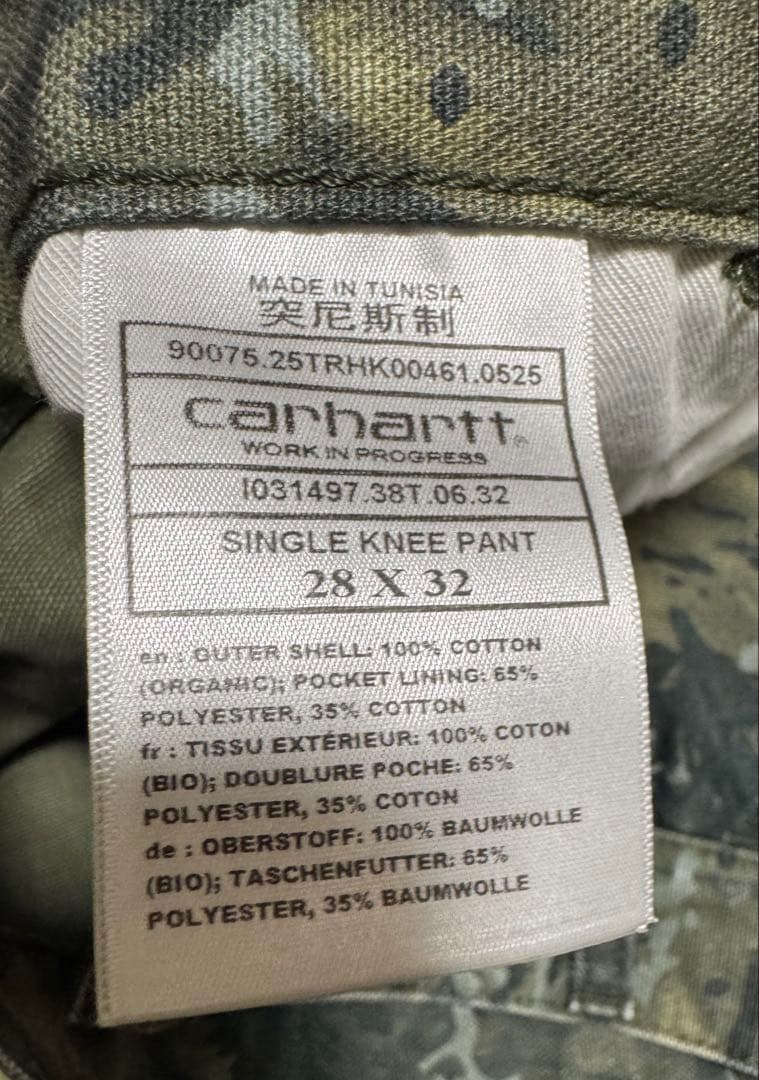 MADE IN TUNISIA
突尼斯制
90075.25TRHK00461.0525
carhartt®
WORK IN PROGRESS
I031497.38T.06.32
SINGLE KNEE PANT
28 X 32
en : OUTER SHELL: 100% COTTON
(ORGANIC); POCKET LINING: 65%
POLYESTER, 35% COTTON
fr : TISSU EXTÉRIEUR: 100% COTON
(BIO); DOUBLURE POCHE: 65%
POLYESTER, 35% COTON
de : OBERSTOFF: 100% BAUMWOLLE
(BIO); TASCHENFUTTER: 65%
POLYESTER, 35% BAUMWOLLE